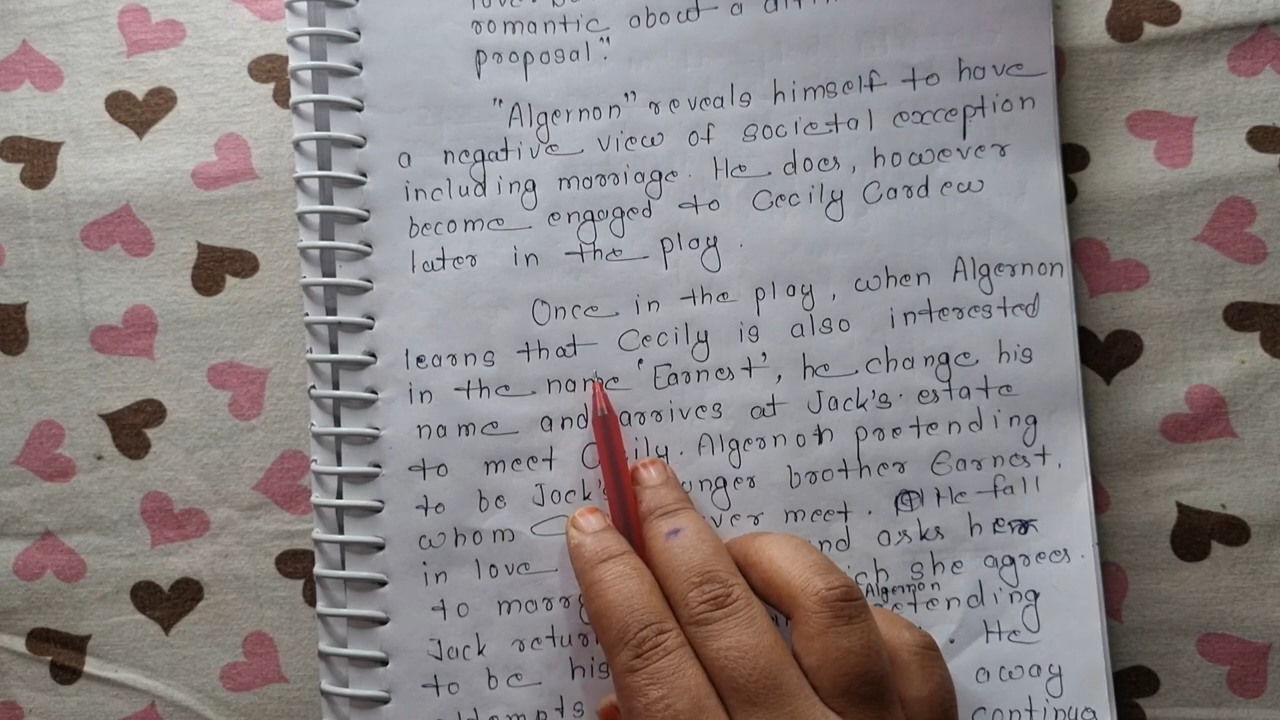 romantic about a
proposal".
"Algernon" reveals himself to have
a negative view of societal exception
including marriage. He does, however
become engaged to Cecily Cardew
later in the play.
Once in the play, when Algernon
learns that Cecily is also interested
in the name 'Earnest', he change his
name and arrives at Jack's estate
to meet Algernon pretending
to be Jack's brother Earnest,
whom meet. He fall
in love and asks her
to marry she agrees.
Algernon
Jack pretending
to be his He
away